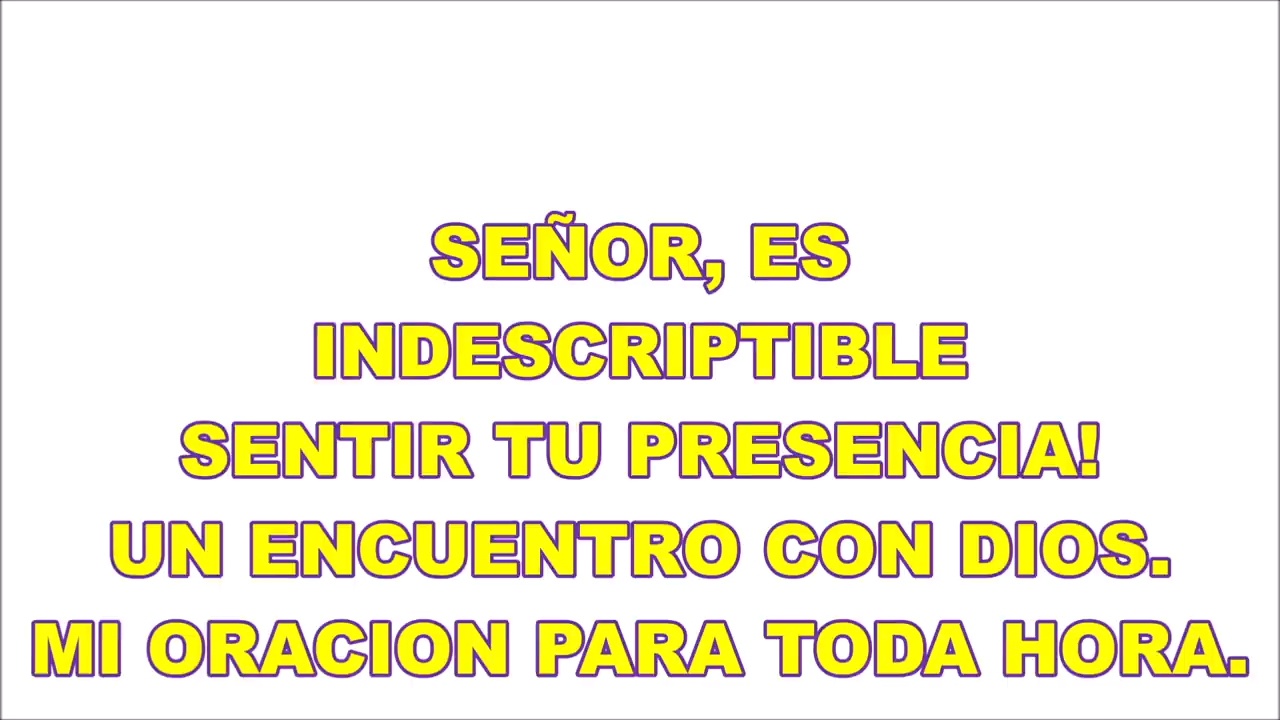 SEÑOR, ES
INDESCRIPTIBLE
SENTIR TU PRESENCIA!
UN ENCUENTRO CON DIOS.
MI ORACION PARA TODA HORA.